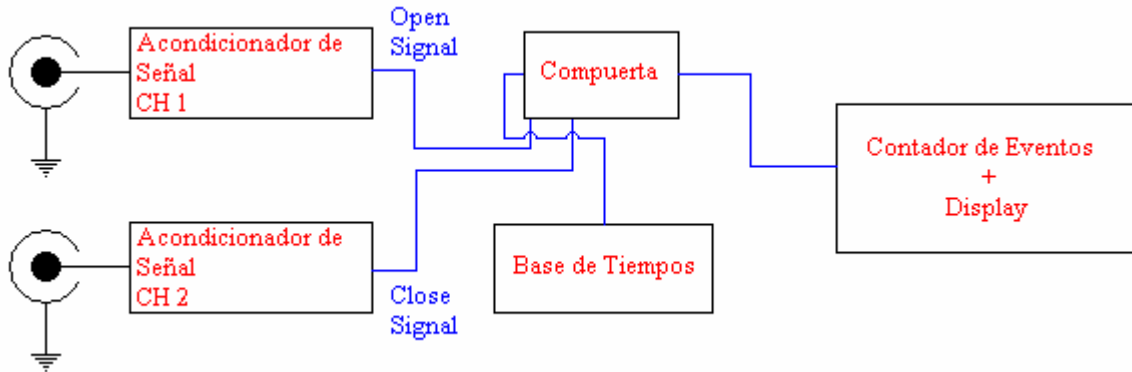 Acondicionador de
Señal
CH 1
Open
Signal
Compuerta
Contador de Eventos
+
Display
Acondicionador de
Señal
CH 2
Close
Signal
Base de Tiempos